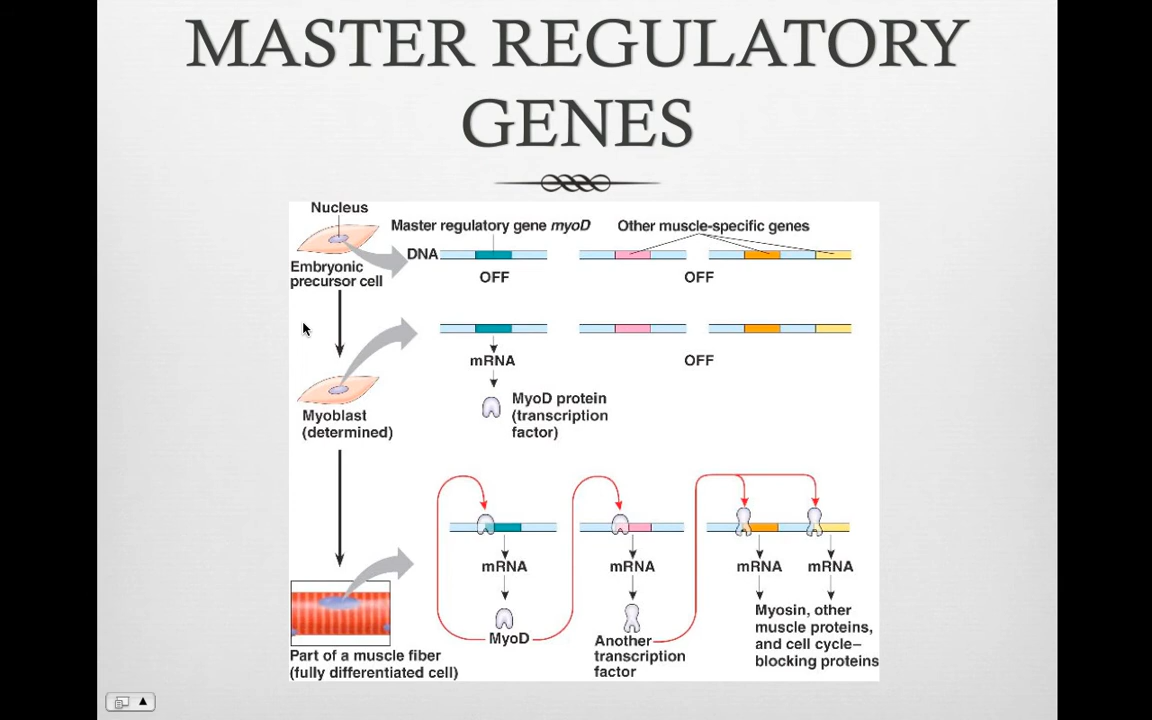 MASTER REGULATORY
GENES
Nucleus
Master regulatory gene myoD
Other muscle-specific genes
DNA
Embryonic
precursor cell
OFF
OFF
mRNA
OFF
MyoD protein
(transcription
factor)
Myoblast
(determined)
mRNA
mRNA
mRNA
mRNA
MyoD
Another
transcription
factor
Myosin, other
muscle proteins,
and cell cycle–
blocking proteins
Part of a muscle fiber
(fully differentiated cell)